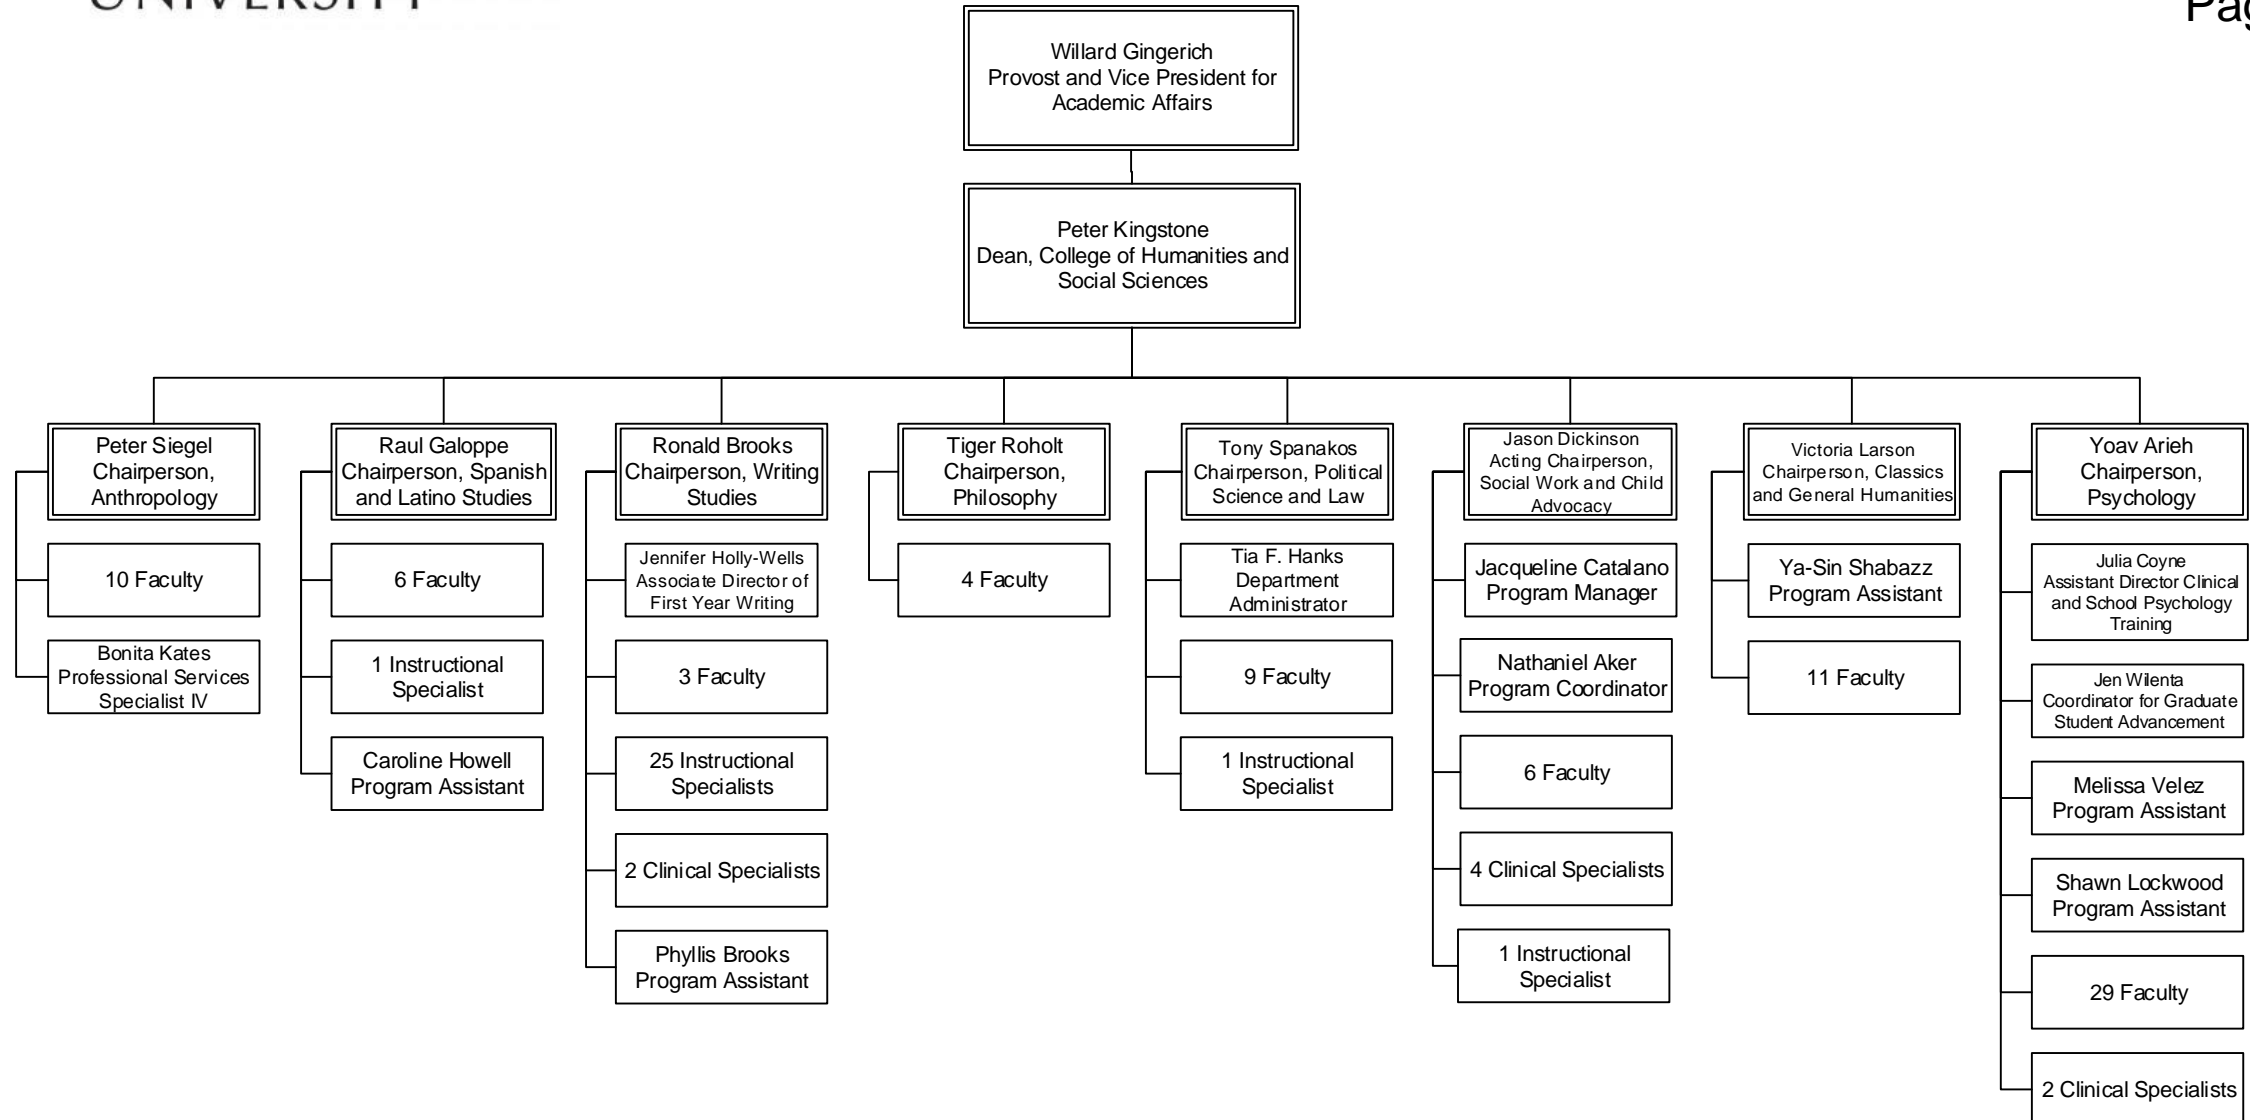 UNIVERSITY
Willard Gingerich
Provost and Vice President for
Academic Affairs
Peter Kingstone
Dean, College of Humanities and
Social Sciences
Peter Siegel
Chairperson,
Anthropology
10 Faculty
Bonita Kates
Professional Services
Specialist IV
Raul Galoppe
Chairperson, Spanish
and Latino Studies
6 Faculty
1 Instructional
Specialist
Caroline Howell
Program Assistant
Ronald Brooks
Chairperson, Writing
Studies
Jennifer Holly-Wells
Associate Director of
First Year Writing
3 Faculty
25 Instructional
Specialists
2 Clinical Specialists
Phyllis Brooks
Program Assistant
Tiger Roholt
Chairperson,
Philosophy
4 Faculty
Tony Spanakos
Chairperson, Political
Science and Law
Tia F. Hanks
Department
Administrator
9 Faculty
1 Instructional
Specialist
Jason Dickinson
Acting Chairperson,
Social Work and Child
Advocacy
Jacqueline Catalano
Program Manager
Nathaniel Aker
Program Coordinator
6 Faculty
4 Clinical Specialists
1 Instructional
Specialist
Victoria Larson
Chairperson, Classics
and General Humanities
Ya-Sin Shabazz
Program Assistant
11 Faculty
Yoav Arieh
Chairperson,
Psychology
Julia Coyne
Assistant Director Clinical
and School Psychology
Training
Jen Wilenta
Coordinator for Graduate
Student Advancement
Melissa Velez
Program Assistant
Shawn Lockwood
Program Assistant
29 Faculty
2 Clinical Specialists